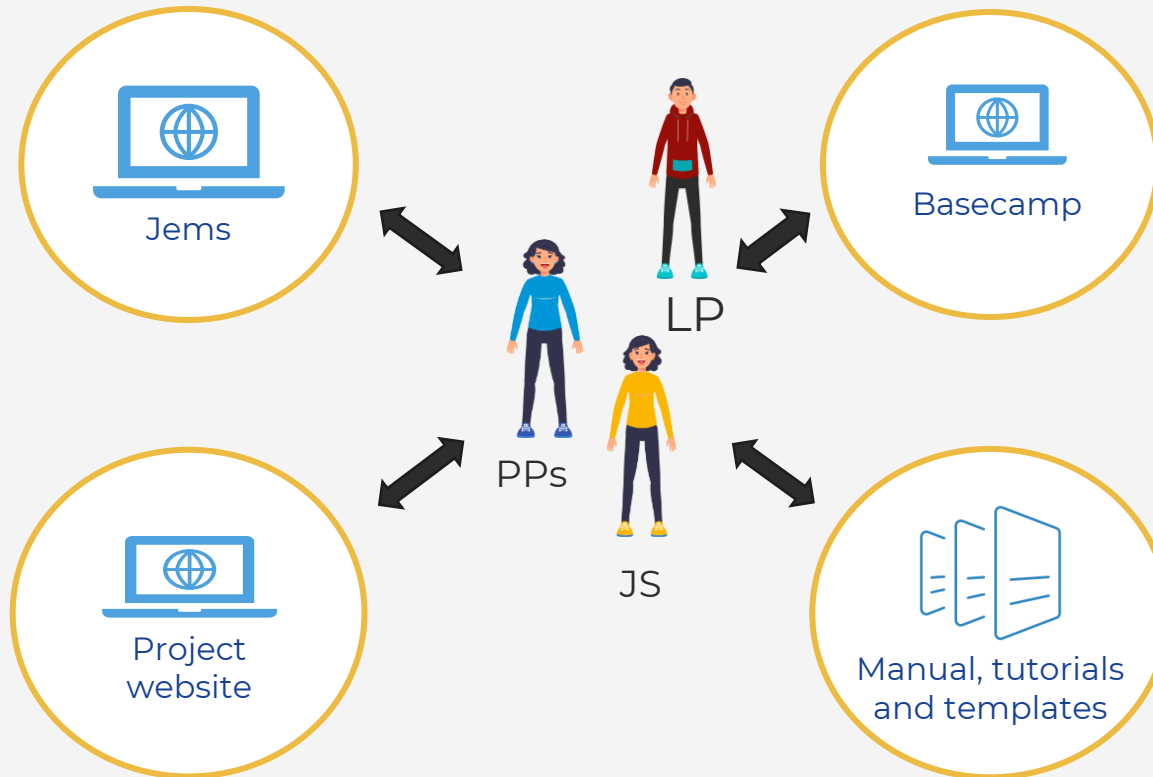 Jems
Basecamp
LP
PPs
JS
Project
website
Manual, tutorials
and templates